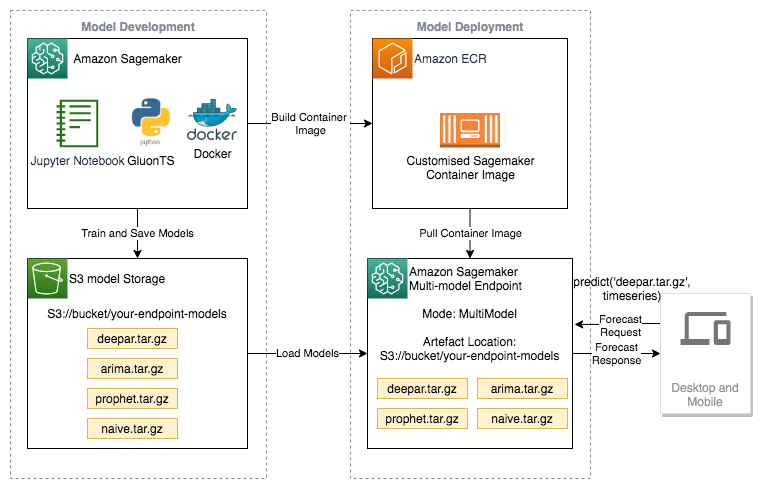 Model Development
Amazon Sagemaker
Jupyter Notebook
python
GluonTS
docker
Docker
Build Container
Image
Model Deployment
Amazon ECR
Customised Sagemaker
Container Image
Train and Save Models
Pull Container Image
S3 model Storage
S3://bucket/your-endpoint-models
deepar.tar.gz
arima.tar.gz
prophet.tar.gz
naive.tar.gz
Load Models
Amazon Sagemaker
Multi-model Endpoint
Mode: MultiModel
Artefact Location:
S3://bucket/your-endpoint-models
deepar.tar.gz
arima.tar.gz
prophet.tar.gz
naive.tar.gz
predict('deepar.tar.gz',
timeseries)
Forecast
Request
Forecast
Response
Desktop and
Mobile